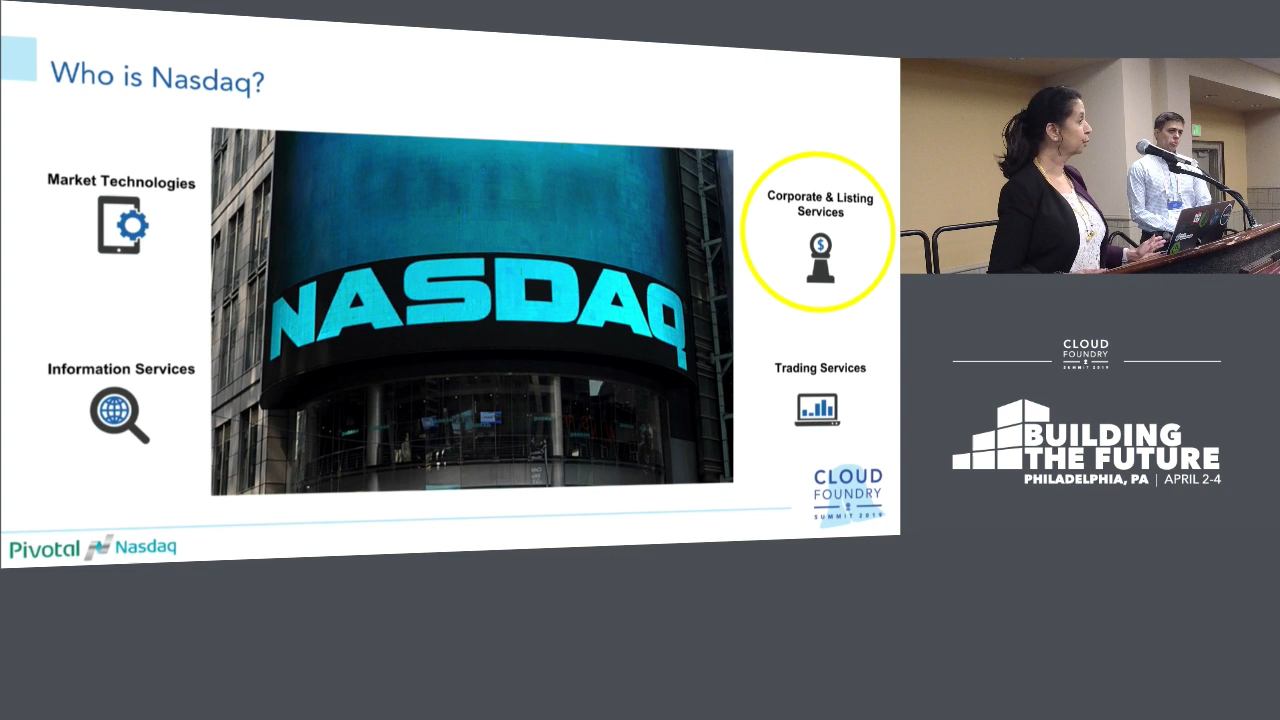 Who is Nasdaq?
Market Technologies
Information Services
NASDAQ
Corporate & Listing
Services
$
Trading Services
CLOUD
FOUNDRY
SUMMIT 2019
Pivotal Nasdaq
CLOUD
FOUNDRY
SUMMIT 2019
BUILDING
THE FUTURE
PHILADELPHIA, PA | APRIL 2-4